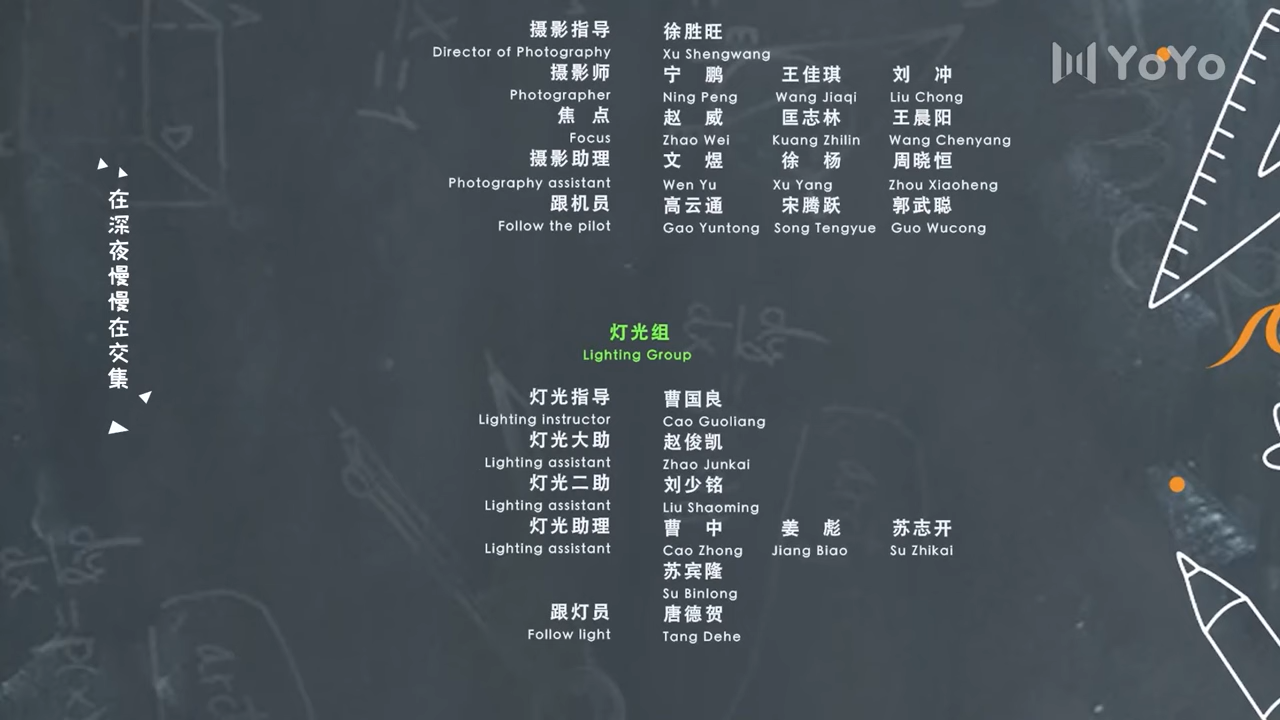 摄影指导 徐胜旺
Director of Photography Xu Shengwang
摄影师 宁 鹏 王佳琪 刘 冲
Photographer Ning Peng Wang Jiaqi Liu Chong
焦 点 赵 威 匡志林 王晨阳
Focus Zhao Wei Kuang Zhilin Wang Chenyang
摄影助理 文 煜 徐 杨 周晓恒
Photography assistant Wen Yu Xu Yang Zhou Xiaoheng
跟机员 高云通 宋腾跃 郭武聪
Follow the pilot Gao Yuntong Song Tengyue Guo Wucong
灯光组
Lighting Group
灯光指导 曹国良
Lighting instructor Cao Guoliang
灯光大助 赵俊凯
Lighting assistant Zhao Junkai
灯光二助 刘少铭
Lighting assistant Liu Shaoming
灯光助理 曹 中 姜 彪 苏志开
Lighting assistant Cao Zhong Jiang Biao Su Zhikai
苏宾隆
Su Binlong
跟灯员 唐德贺
Follow light Tang Dehe
在深夜慢慢在交集
YoYo